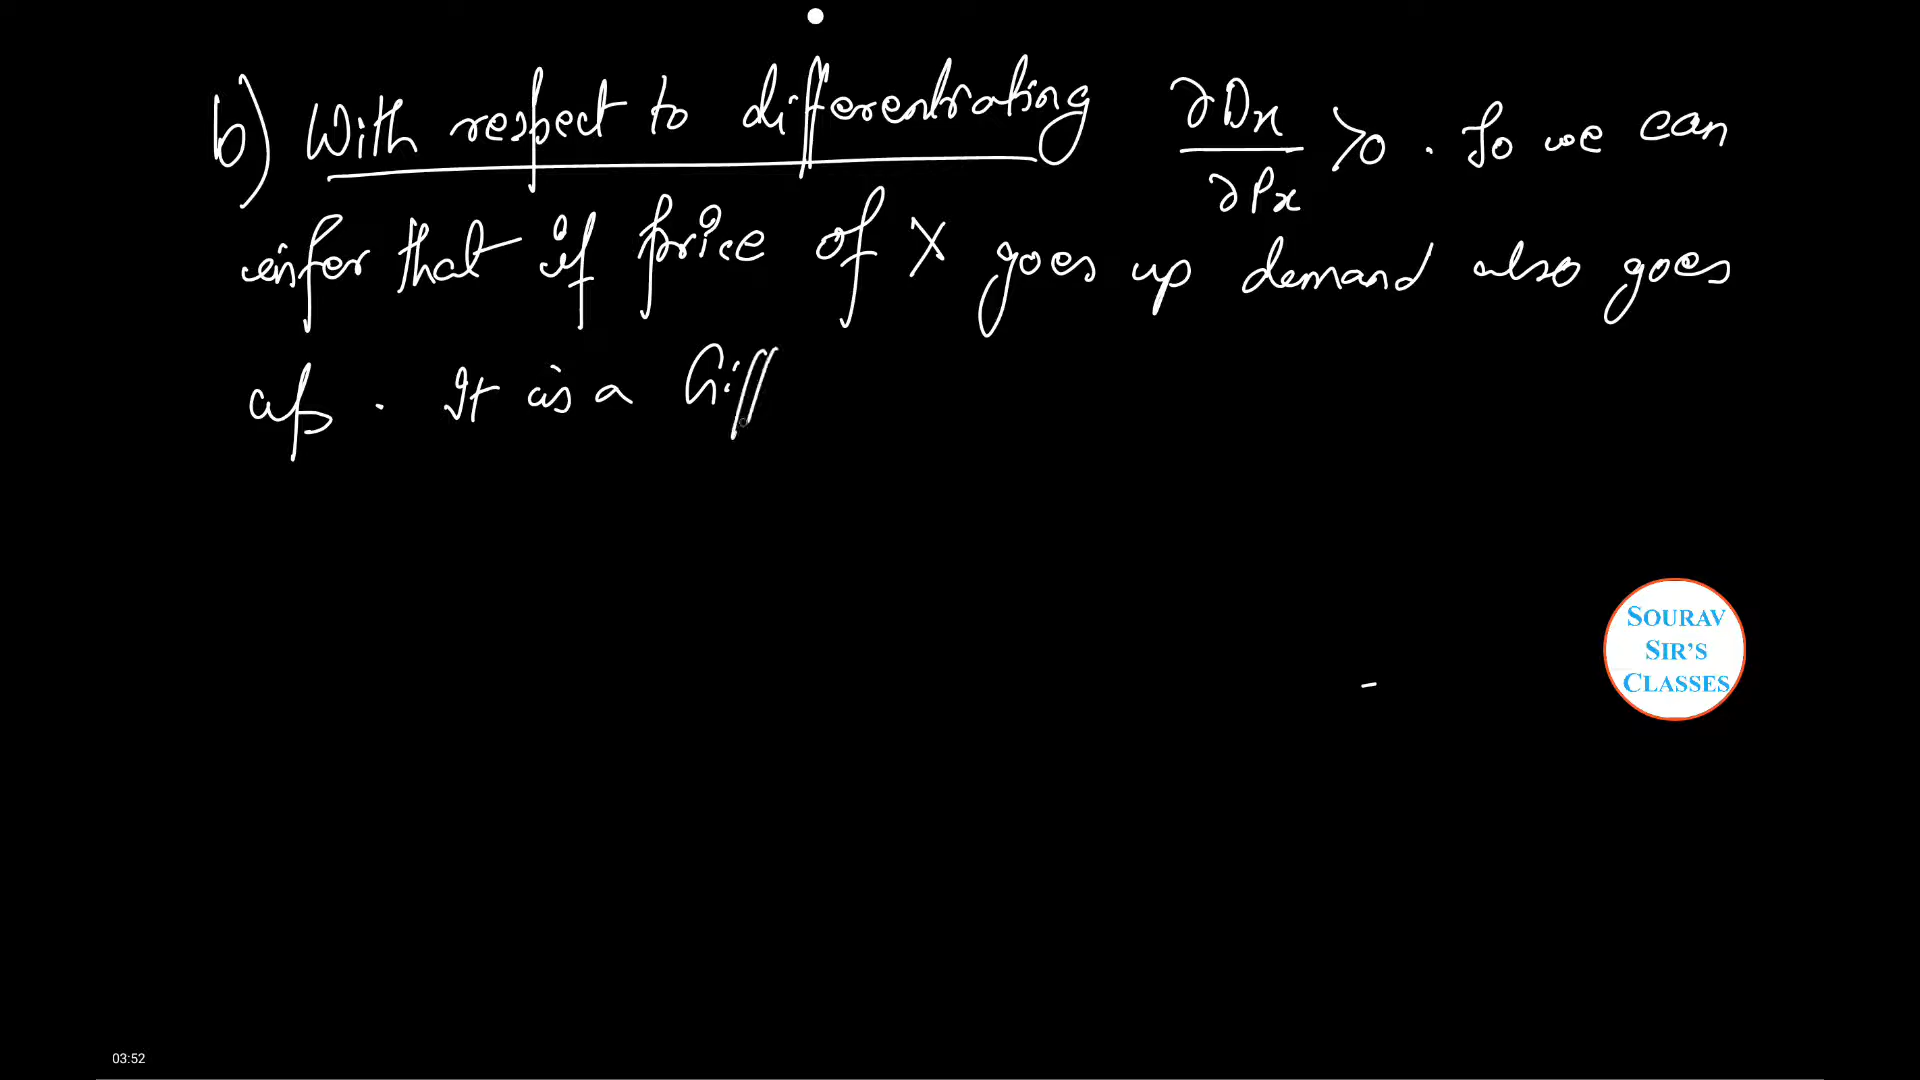 b) With respect to differentiating ∂Dx/∂Px >0. So we can
infer that if price of X goes up demand also goes
up. It is a Giff
SOURAV
SIR'S
CLASSES
03:52